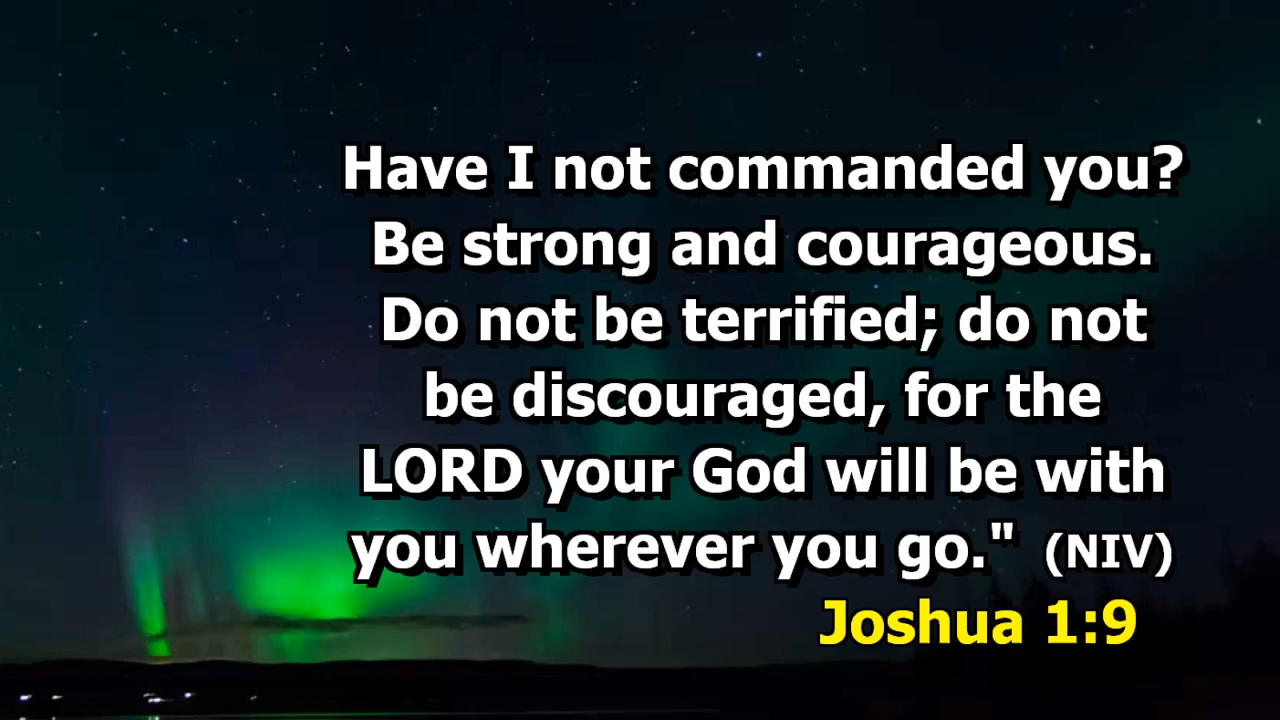 Have I not commanded you?
Be strong and courageous.
Do not be terrified; do not
be discouraged, for the
LORD your God will be with
you wherever you go." (NIV)
Joshua 1:9